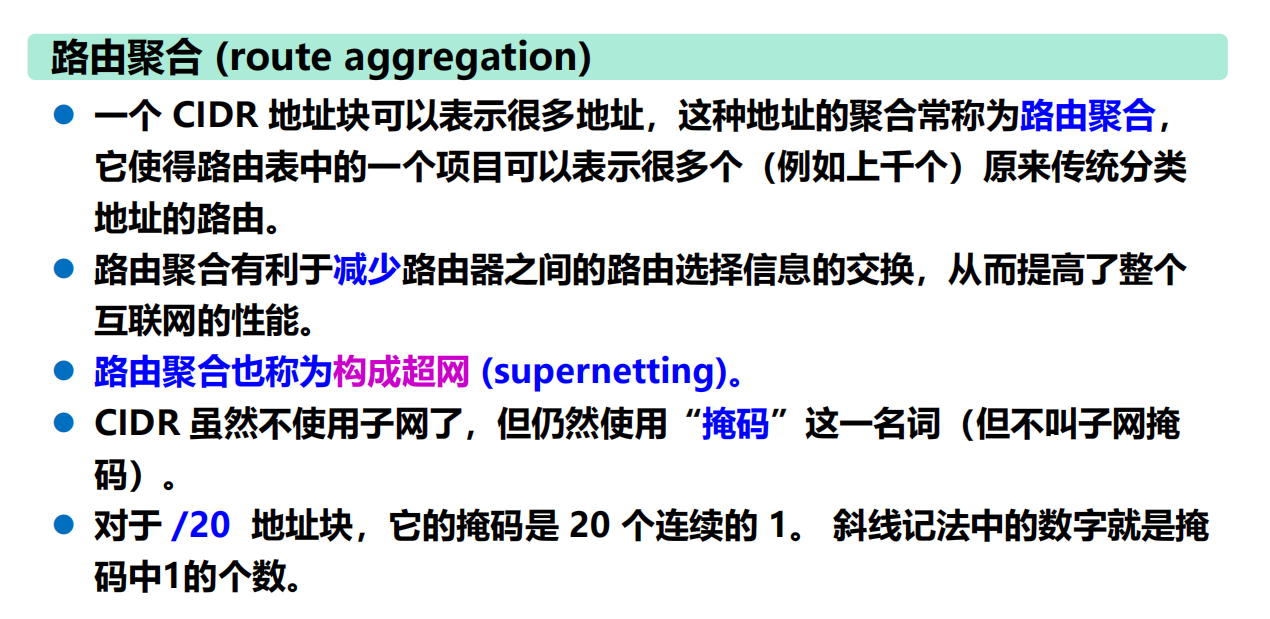 路由聚合 (route aggregation)
一个 CIDR 地址块可以表示很多地址，这种地址的聚合常称为路由聚合，
它使得路由表中的一个项目可以表示很多个（例如上千个）原来传统分类
地址的路由。
路由聚合有利于减少路由器之间的路由选择信息的交换，从而提高了整个
互联网的性能。
路由聚合也称为构成超网 (supernetting)。
CIDR 虽然不使用子网了，但仍然使用“掩码”这一名词（但不叫子网掩
码）。
对于 /20 地址块，它的掩码是 20 个连续的 1。 斜线记法中的数字就是掩
码中1的个数。